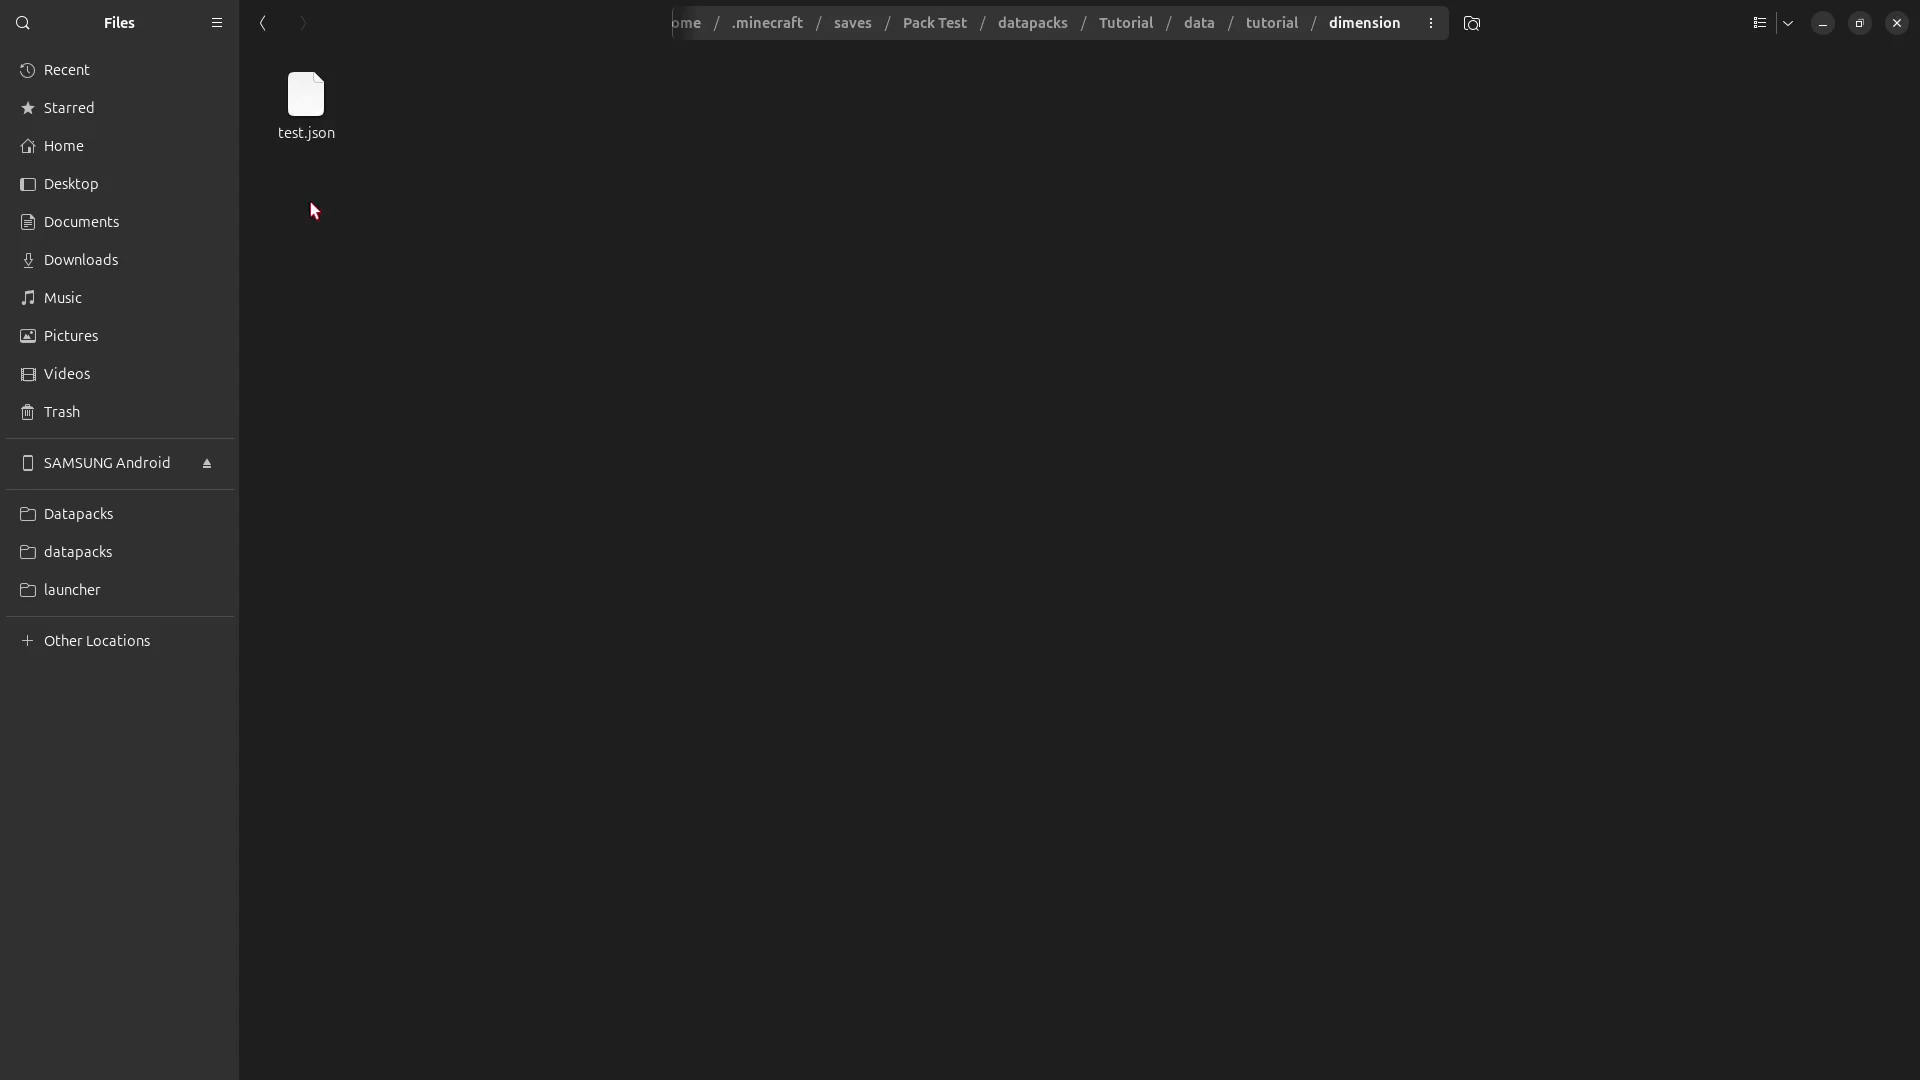 Files
ome / .minecraft / saves / Pack Test / datapacks / Tutorial / data / tutorial / dimension
Recent
Starred
Home
Desktop
Documents
Downloads
Music
Pictures
Videos
Trash
SAMSUNG Android
Datapacks
datapacks
launcher
Other Locations
test.json